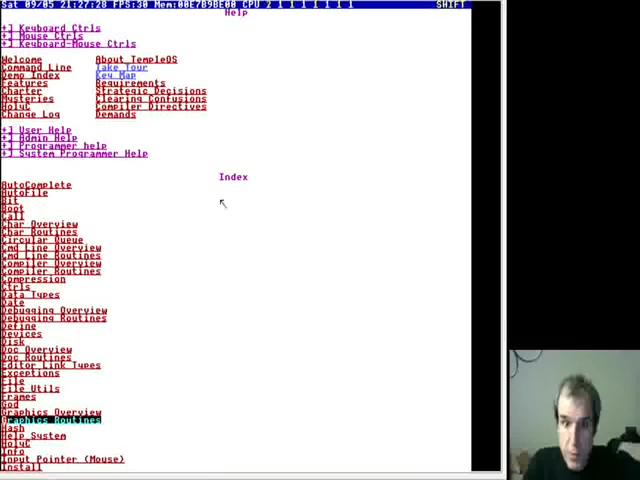 Sat 09/05 21:27:28 FPS:30 Mem:00E7B9BE00 CPU 2 1 1 1 1 1 1 1 SHIFT
Help
+] Keyboard Ctrls
+] Mouse Ctrls
+] Keyboard-Mouse Ctrls
Welcome About TempleOS
Command Line Take Tour
Demo Index Key Map
Features Requirements
Charter Strategic Decisions
Mysteries Clearing Confusions
HolyC Compiler Directives
Change Log Demands
+] User Help
+] Admin Help
+] Programmer help
+] System Programmer Help
Index
AutoComplete
AutoFile
Bit
Boot
Call
Char Overview
Char Routines
Circular Queue
Cmd Line Overview
Cmd Line Routines
Compiler Overview
Compiler Routines
Compression
Ctrls
Data Types
Date
Debugging Overview
Debugging Routines
Define
Devices
Disk
Doc Overview
Doc Routines
Editor Link Types
Exceptions
File
File Utils
Frames
God
Graphics Overview
Graphics Routines
Hash
Help System
HolyC
Info
Input Pointer (Mouse)
Install